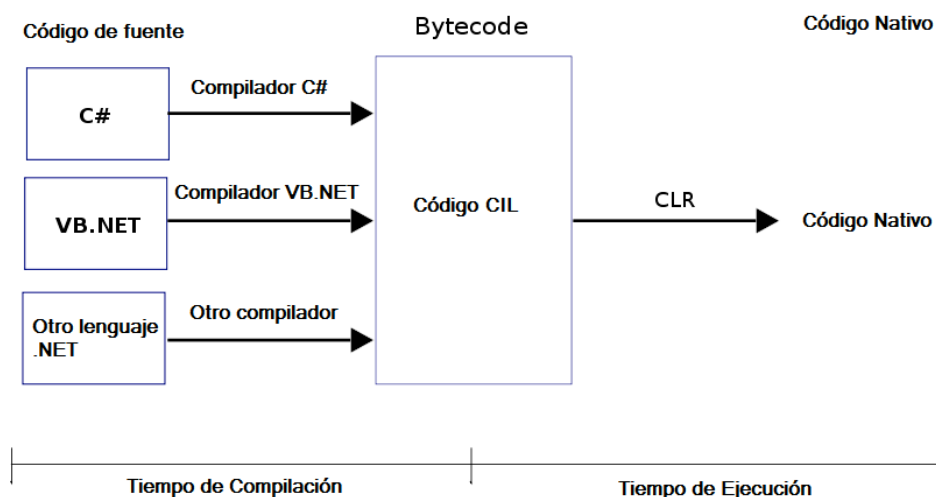 Código de fuente
Bytecode
Código Nativo
C#
Compilador C#
VB.NET
Compilador VB.NET
Código CIL
CLR
Código Nativo
Otro lenguaje
.NET
Otro compilador
Tiempo de Compilación
Tiempo de Ejecución